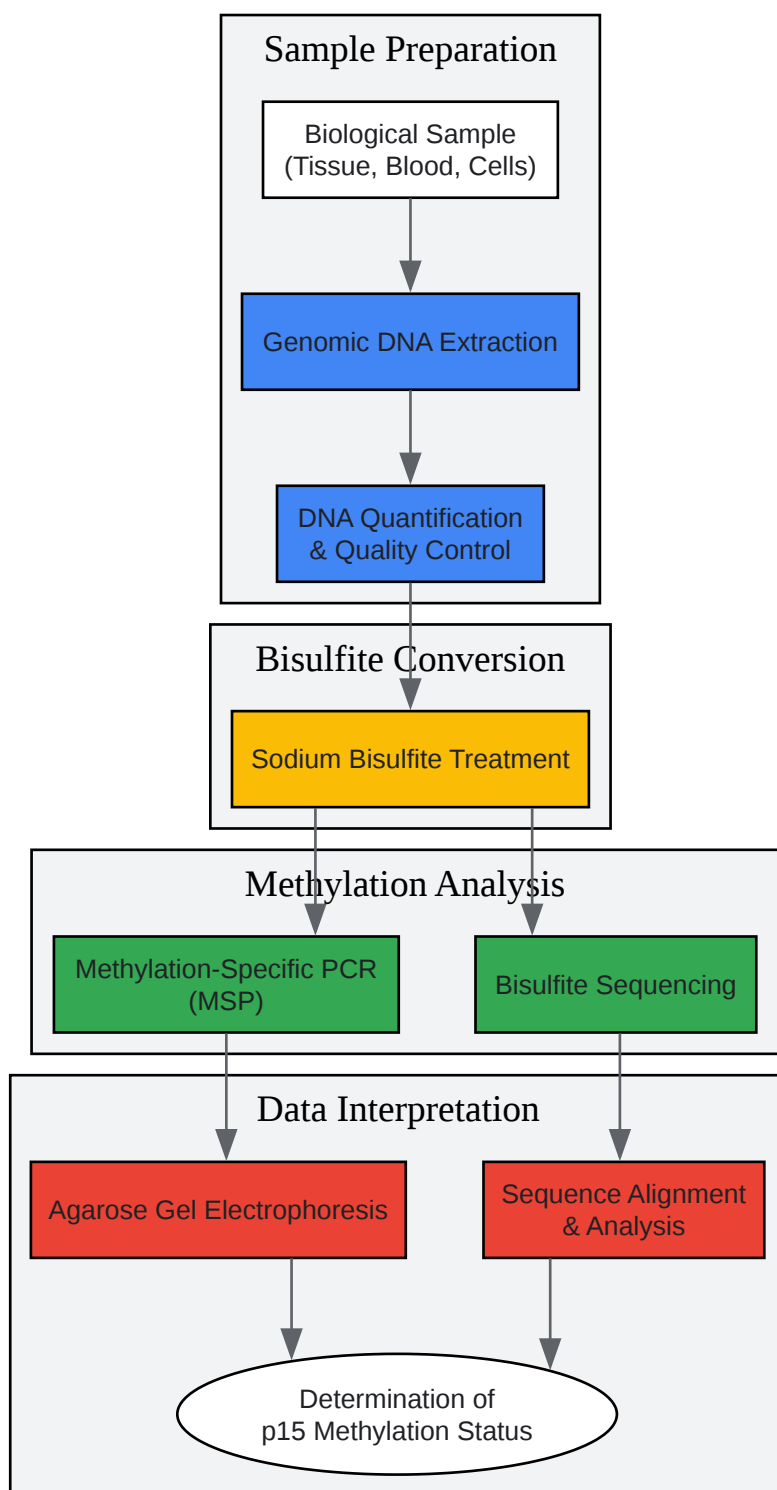 Sample Preparation
Biological Sample
(Tissue, Blood, Cells)
Genomic DNA Extraction
DNA Quantification
& Quality Control
Bisulfite Conversion
Sodium Bisulfite Treatment
Methylation Analysis
Methylation-Specific PCR
(MSP)
Bisulfite Sequencing
Data Interpretation
Agarose Gel Electrophoresis
Sequence Alignment
& Analysis
Determination of
p15 Methylation Status